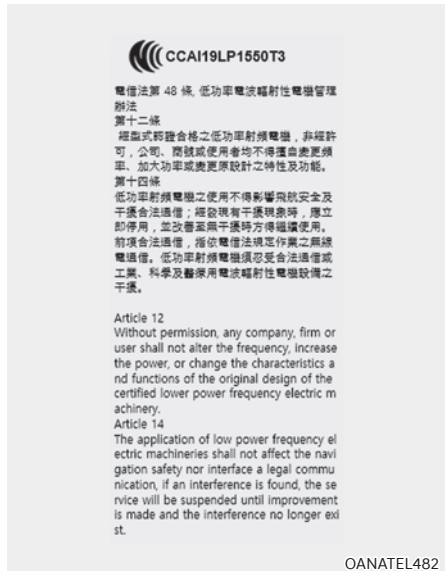 CCAI19LP1550T3
電信法第 48 條, 低功率電波輻射性電機管理
辦法
第十二條
經型式認證合格之低功率射頻電機，非經許
可，公司、商號或使用者均不得擅自變更頻
率、加大功率或變更原設計之特性及功能。
第十四條
低功率射頻電機之使用不得影響飛航安全及
干擾合法通信；經發現有干擾現象時，應立
即停用，並改善至無干擾時方得繼續使用。
前項合法通信，指依電信法規定作業之無線
電通信。低功率射頻電機須忍受合法通信或
工業、科學及醫療用電波輻射性電機設備之
干擾。
Article 12
Without permission, any company, firm or
user shall not alter the frequency, increase
the power, or change the characteristics a
nd functions of the original design of the
certified lower power frequency electric m
achinery.
Article 14
The application of low power frequency el
ectric machineries shall not affect the navi
gation safety nor interface a legal commu
nication, if an interference is found, the se
rvice will be suspended until improvement
is made and the interference no longer exi
st.
OANATEL482